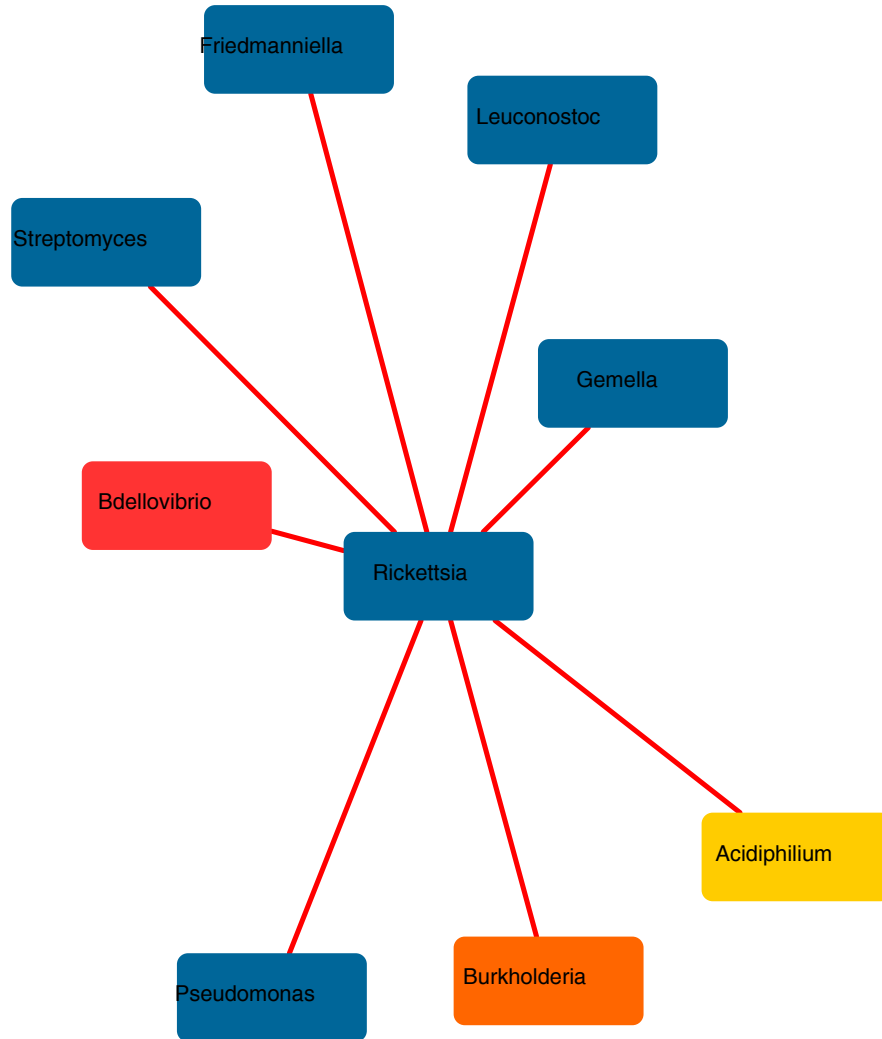 Friedmanniella
Leuconostoc
Streptomyces
Gemella
Bdellovibrio
Rickettsia
Acidiphilium
Burkholderia
Pseudomonas